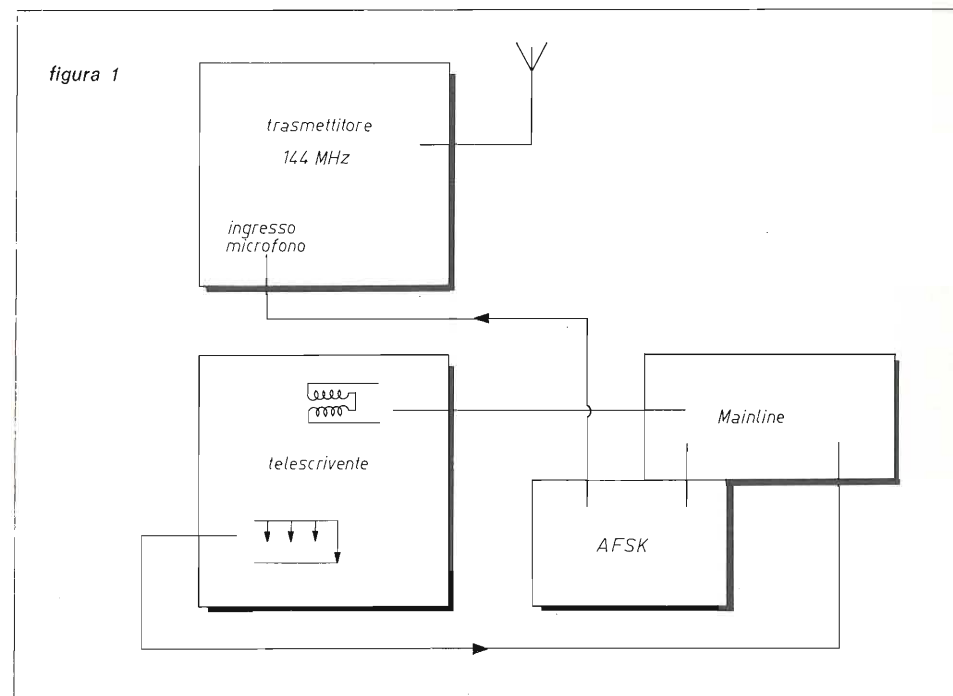 figura 1
trasmettitore
144 MHz
ingresso
microfono
telescrivente
Mainline
AFSK